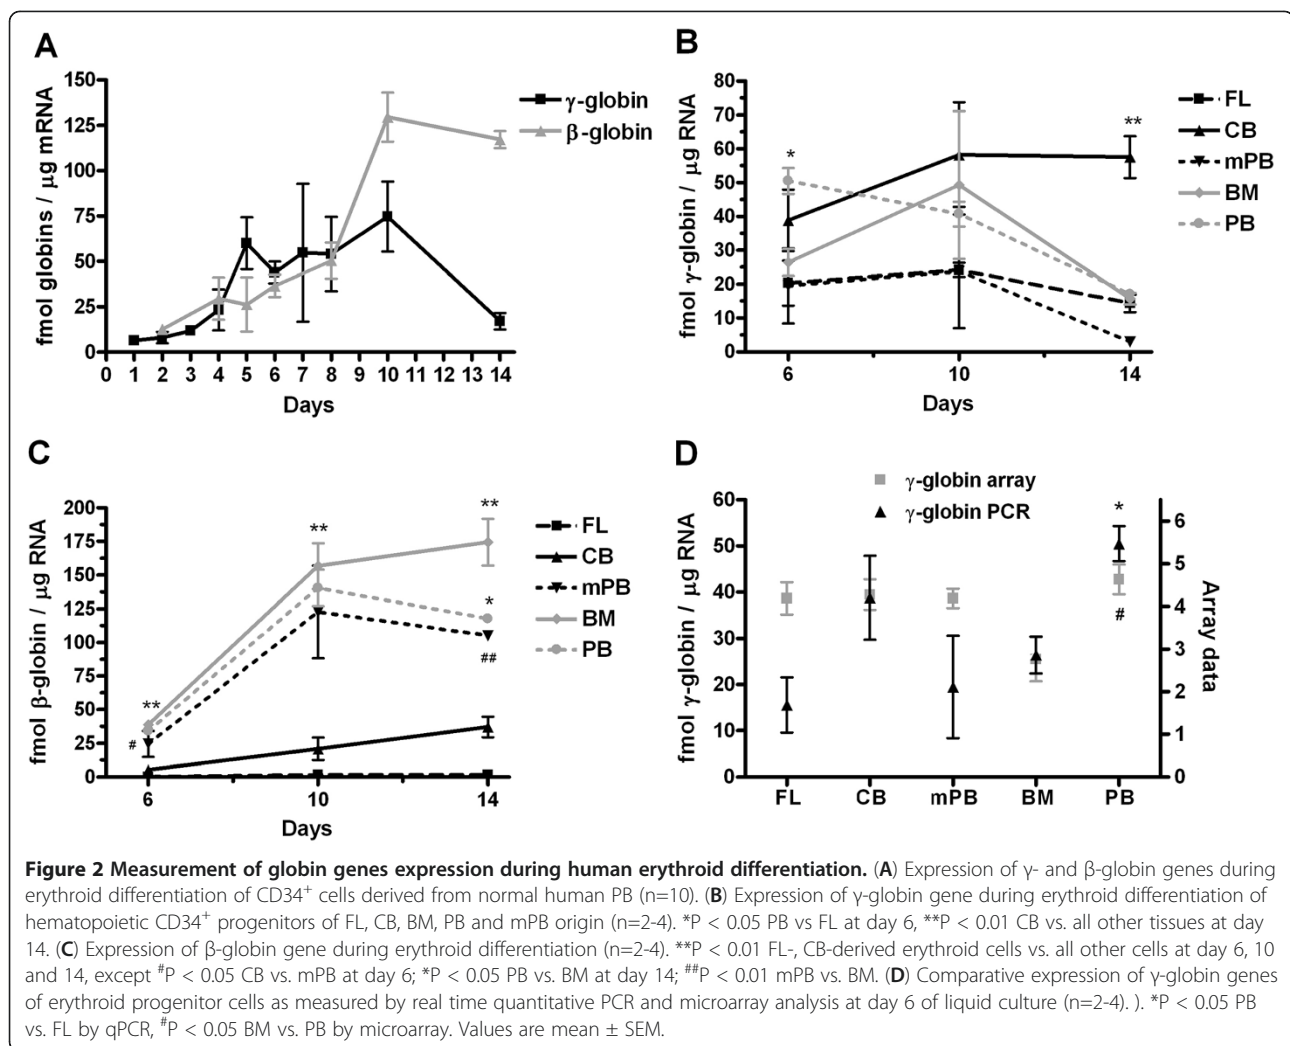 A
fmol globins / µg mRNA
150
125
100
75
50
25
0
0 1 2 3 4 5 6 7 8 9 10 11 12 13 14
Days
γ-globin
β-globin
B
fmol γ-globin / µg RNA
80
70
60
50
40
30
20
10
0
*
**
6 10 14
Days
FL
CB
mPB
BM
PB
C
fmol β-globin / µg RNA
200
175
150
125
100
75
50
25
0
**
#
**
**
*
##
6 10 14
Days
FL
CB
mPB
BM
PB
D
γ-globin array
γ-globin PCR
fmol γ-globin / µg RNA
60
50
40
30
20
10
0
*
#
6
5
4
3
2
1
0
Array data
FL CB mPB BM PB
Figure 2 Measurement of globin genes expression during human erythroid differentiation. (A) Expression of γ- and β-globin genes during
erythroid differentiation of CD34⁺ cells derived from normal human PB (n=10). (B) Expression of γ-globin gene during erythroid differentiation of
hematopoietic CD34⁺ progenitors of FL, CB, BM, PB and mPB origin (n=2-4). *P < 0.05 PB vs FL at day 6, **P < 0.01 CB vs. all other tissues at day
14. (C) Expression of β-globin gene during erythroid differentiation (n=2-4). **P < 0.01 FL-, CB-derived erythroid cells vs. all other cells at day 6, 10
and 14, except #P < 0.05 CB vs. mPB at day 6; *P < 0.05 PB vs. BM at day 14; ##P < 0.01 mPB vs. BM. (D) Comparative expression of γ-globin genes
of erythroid progenitor cells as measured by real time quantitative PCR and microarray analysis at day 6 of liquid culture (n=2-4). ). *P < 0.05 PB
vs. FL by qPCR, #P < 0.05 BM vs. PB by microarray. Values are mean ± SEM.